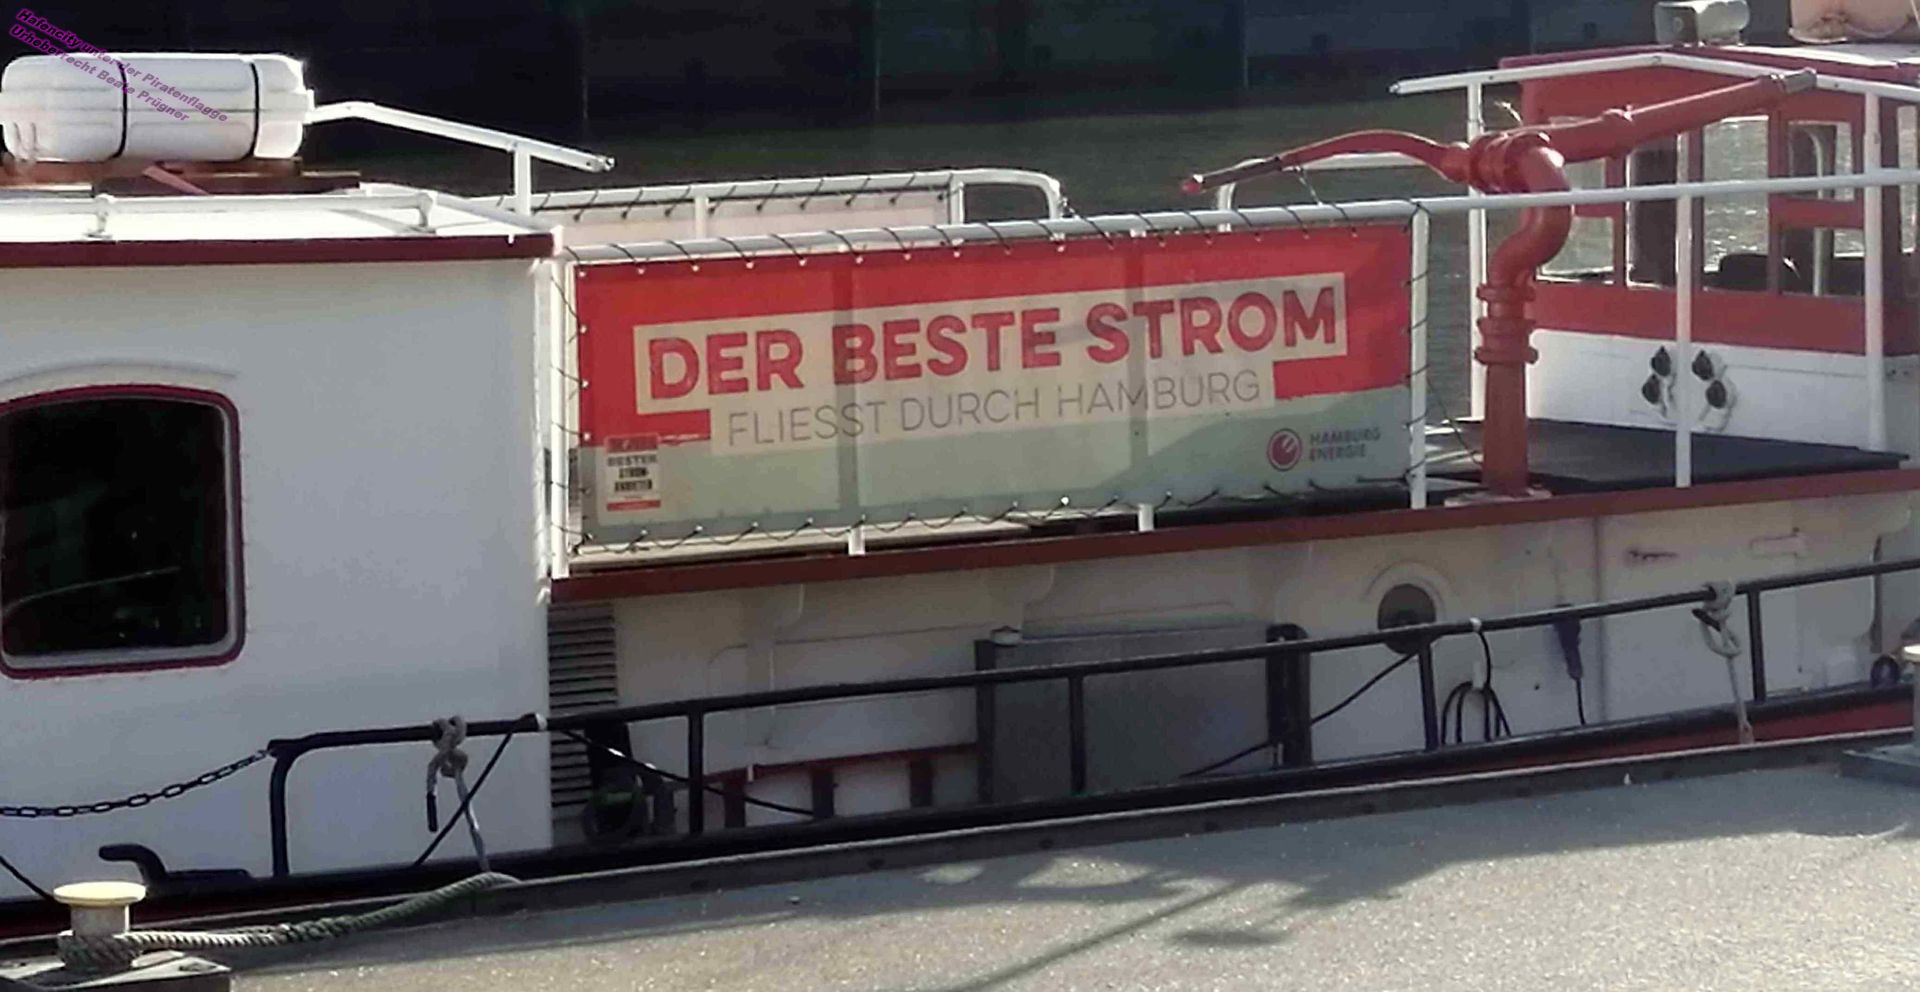 Hafencity unter der Piratenflagge
Urheberrecht Beate Prügner
DER BESTE STROM
FLIESST DURCH HAMBURG
BESTER
STROM-
ANBIETER
HAMBURG
ENERGIE